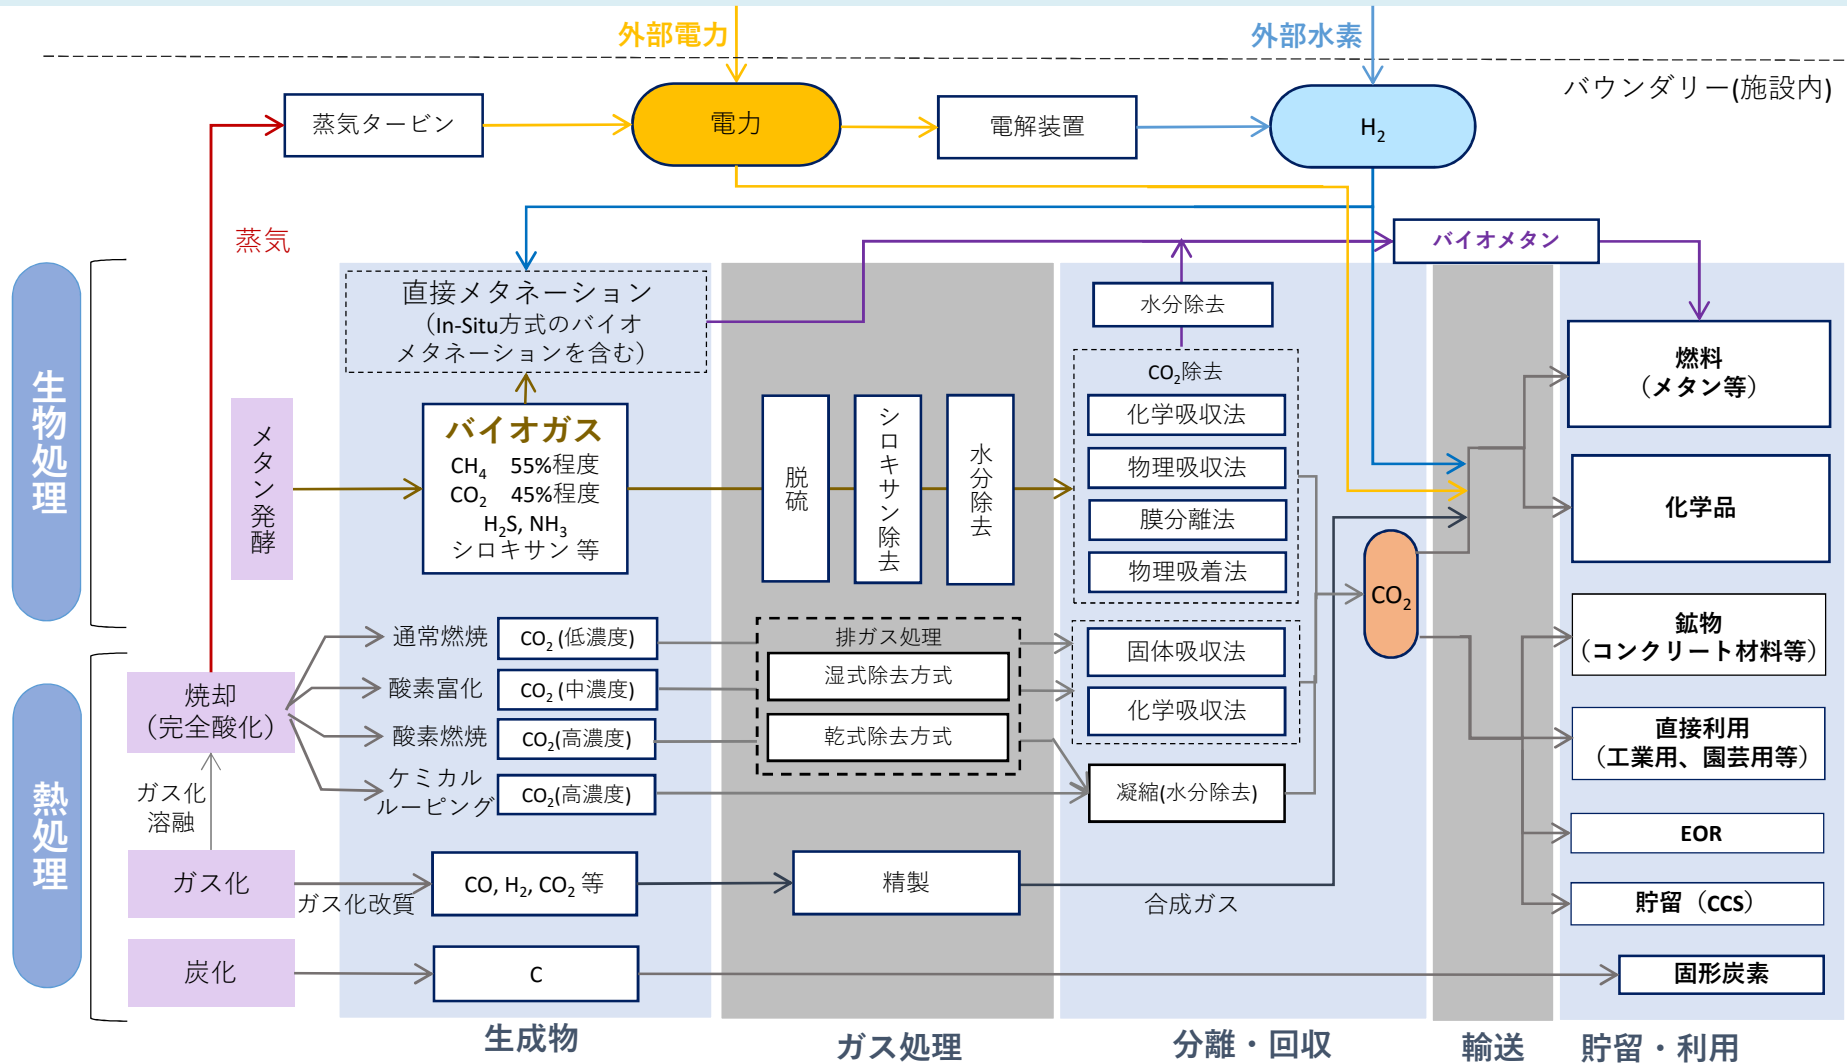 外部電力
外部水素
バウンダリー(施設内)
蒸気タービン
電力
電解装置
H₂
蒸気
バイオメタン
生物処理
直接メタネーション
（In-Situ方式のバイオ
メタネーションを含む）
水分除去
メタン発酵
バイオガス
CH₄ 55%程度
CO₂ 45%程度
H₂S, NH₃
シロキサン 等
脱硫
シロキサン除去
水分除去
CO₂除去
化学吸収法
物理吸収法
膜分離法
物理吸着法
CO₂
燃料
（メタン等）
化学品
鉱物
（コンクリート材料等）
直接利用
（工業用、園芸用等）
EOR
貯留（CCS）
固形炭素
熱処理
焼却
（完全酸化）
ガス化
溶融
ガス化
炭化
通常燃焼
CO₂ (低濃度)
酸素富化
CO₂ (中濃度)
酸素燃焼
CO₂(高濃度)
ケミカル
ルーピング
CO₂(高濃度)
排ガス処理
湿式除去方式
乾式除去方式
固体吸収法
化学吸収法
凝縮(水分除去)
ガス化改質
CO, H₂, CO₂ 等
精製
合成ガス
C
生成物
ガス処理
分離・回収
輸送
貯留・利用